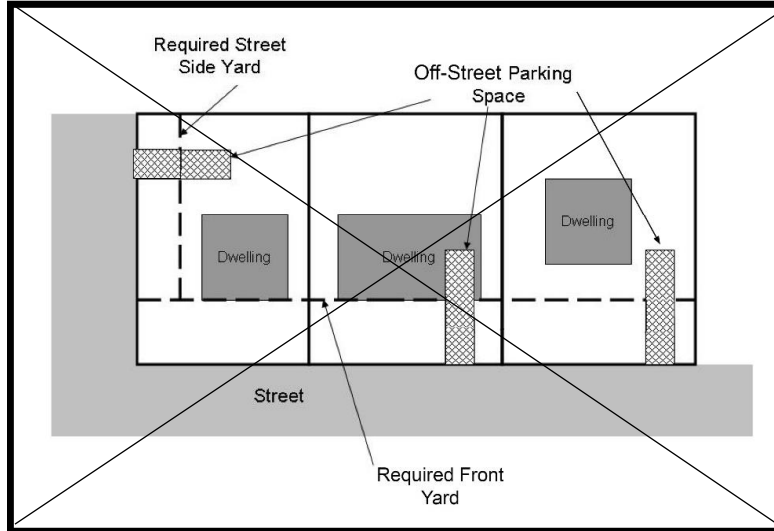 Required Street
Side Yard
Off-Street Parking
Space
Dwelling
Dwelling
Dwelling
Street
Required Front
Yard